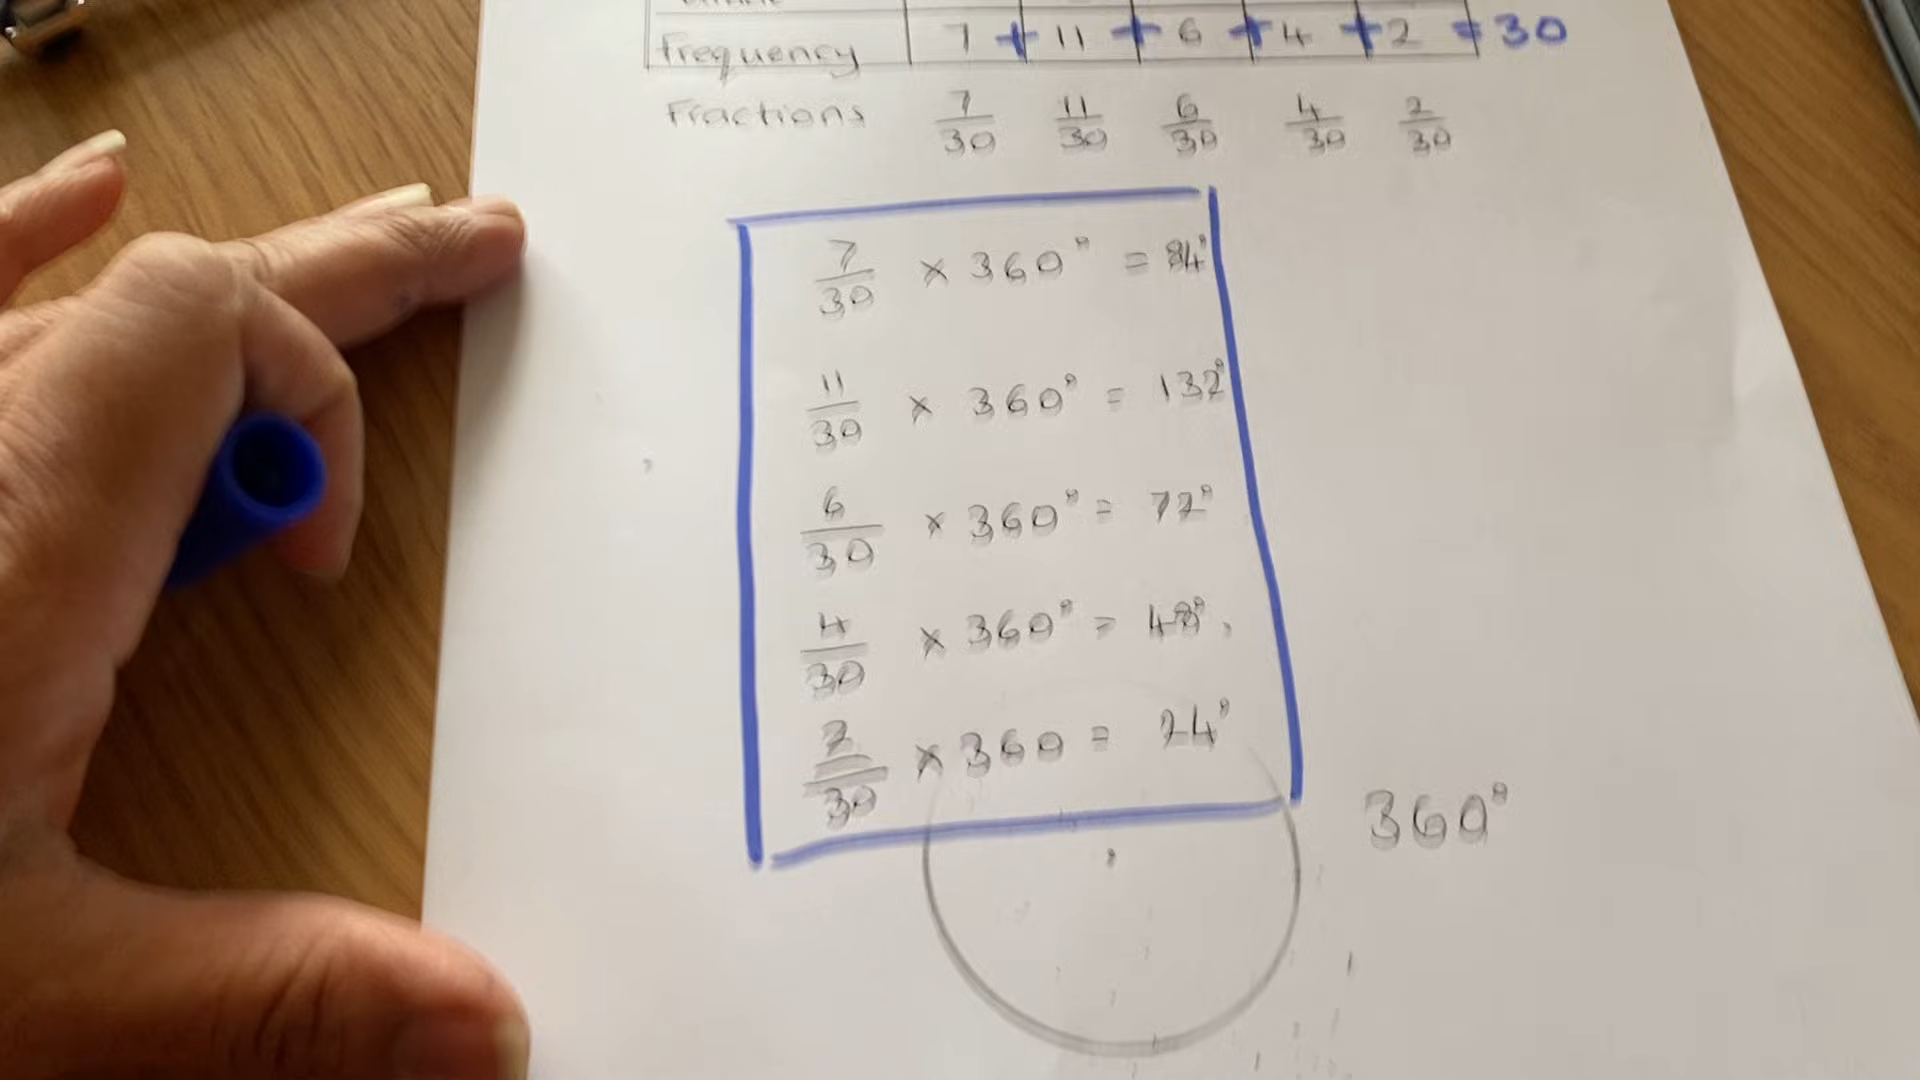 Frequency 7 + 11 + 6 + 4 + 2 = 30
Fractions 7/30 11/30 6/30 4/30 2/30
7/30 × 360° = 84°
11/30 × 360° = 132°
6/30 × 360° = 72°
4/30 × 360° = 48°
2/30 × 360 = 24°
360°